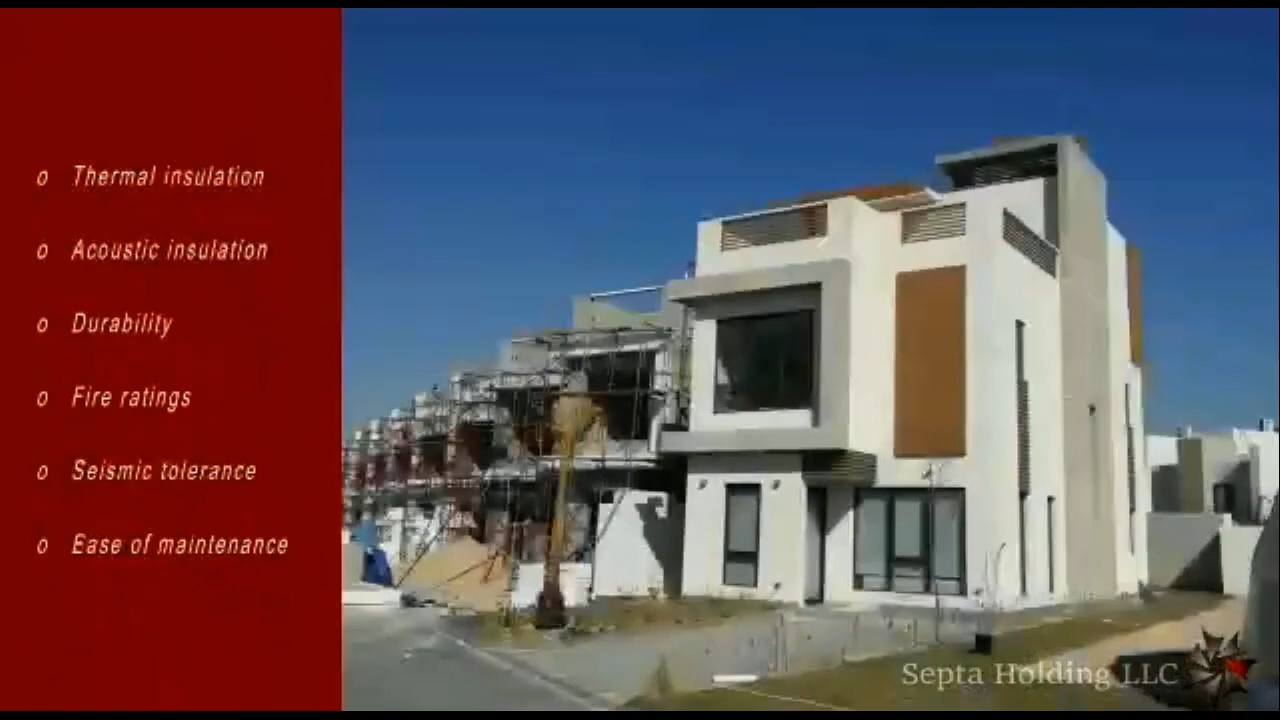 o Thermal insulation
o Acoustic insulation
o Durability
o Fire ratings
o Seismic tolerance
o Ease of maintenance
Septa Holding LLC